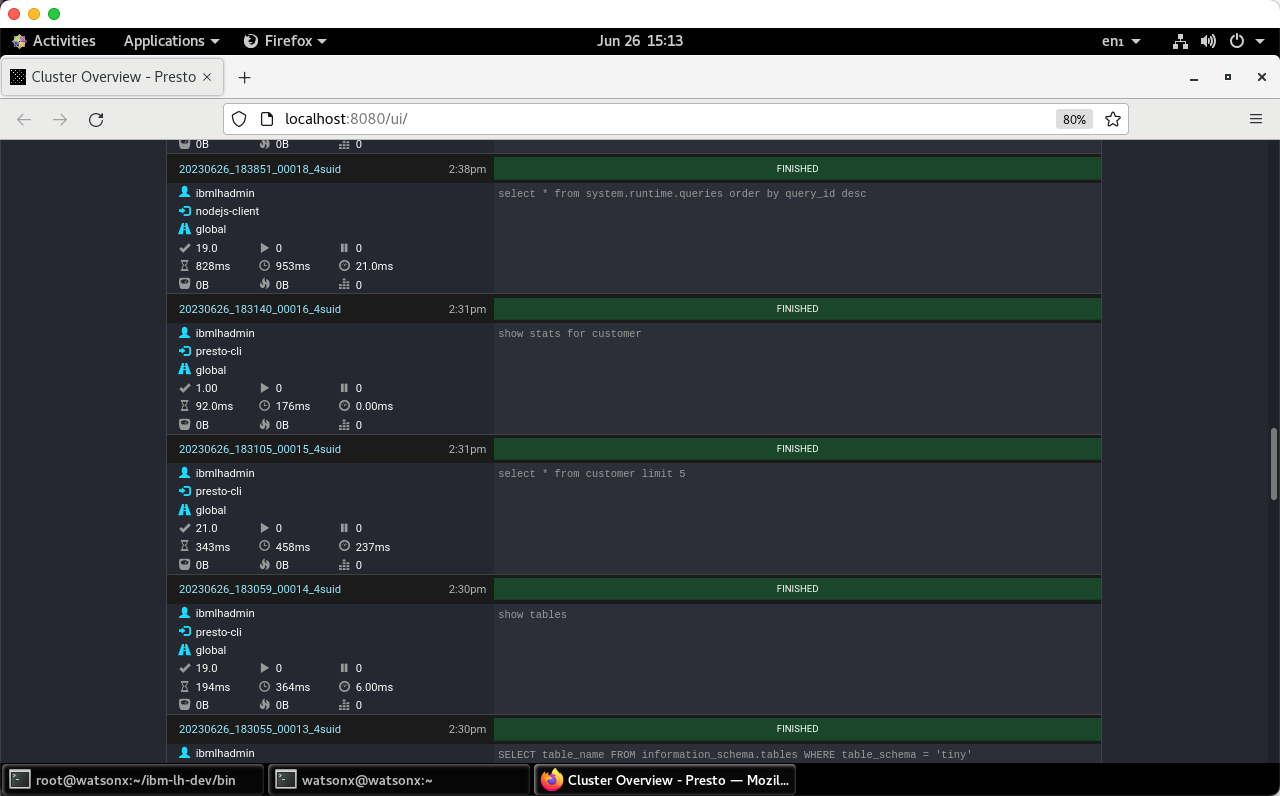 Activities Applications Firefox Jun 26 15:13 en₁
Cluster Overview - Presto
localhost:8080/ui/ 80%
0B 0B 0
20230626_183851_00018_4suid 2:38pm FINISHED
ibmlhadmin select * from system.runtime.queries order by query_id desc
nodejs-client
global
19.0 0 0
828ms 953ms 21.0ms
0B 0B 0
20230626_183140_00016_4suid 2:31pm FINISHED
ibmlhadmin show stats for customer
presto-cli
global
1.00 0 0
92.0ms 176ms 0.00ms
0B 0B 0
20230626_183105_00015_4suid 2:31pm FINISHED
ibmlhadmin select * from customer limit 5
presto-cli
global
21.0 0 0
343ms 458ms 237ms
0B 0B 0
20230626_183059_00014_4suid 2:30pm FINISHED
ibmlhadmin show tables
presto-cli
global
19.0 0 0
194ms 364ms 6.00ms
0B 0B 0
20230626_183055_00013_4suid 2:30pm FINISHED
ibmlhadmin SELECT table_name FROM information_schema.tables WHERE table_schema = 'tiny'
root@watsonx:~/ibm-lh-dev/bin watsonx@watsonx:~ Cluster Overview - Presto — Mozil...